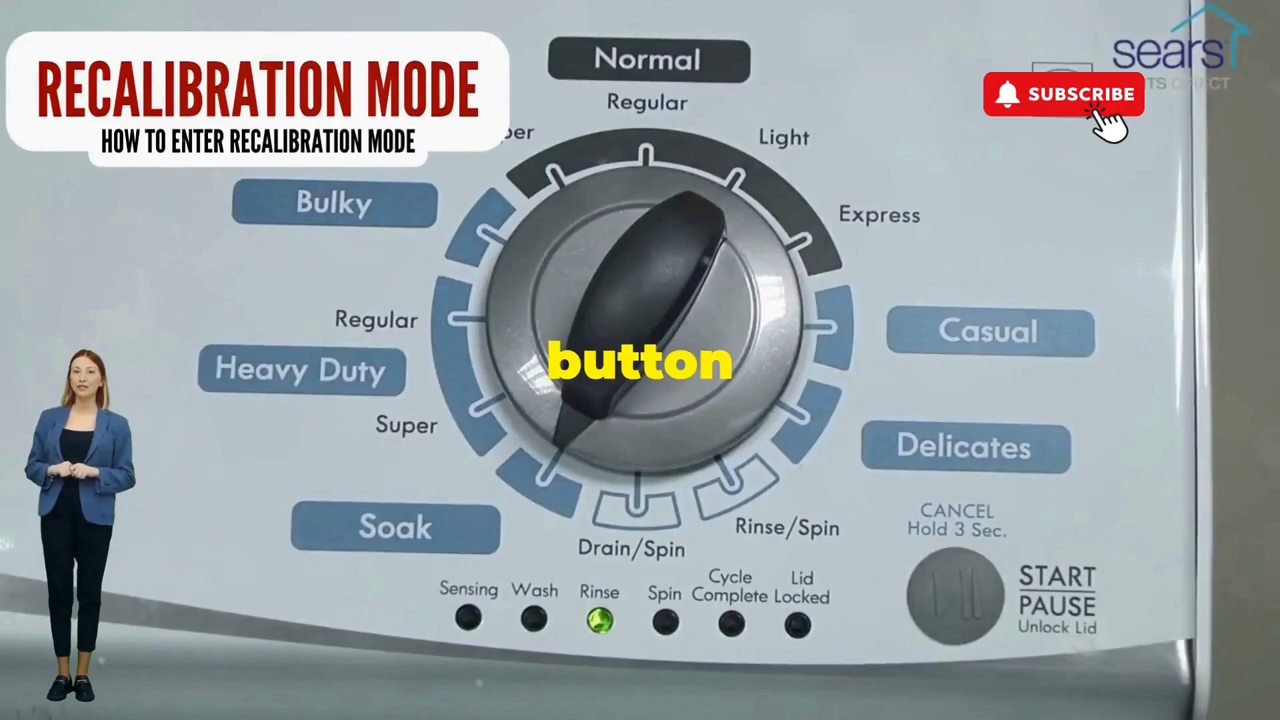 RECALIBRATION MODE
HOW TO ENTER RECALIBRATION MODE
sears
SUBSCRIBE
Normal
Regular
Light
Express
Bulky
Regular
Heavy Duty
Super
Casual
Delicates
button
Soak
Drain/Spin
Rinse/Spin
CANCEL
Hold 3 Sec.
Sensing
Wash
Rinse
Spin
Cycle
Complete
Lid
Locked
START
PAUSE
Unlock Lid